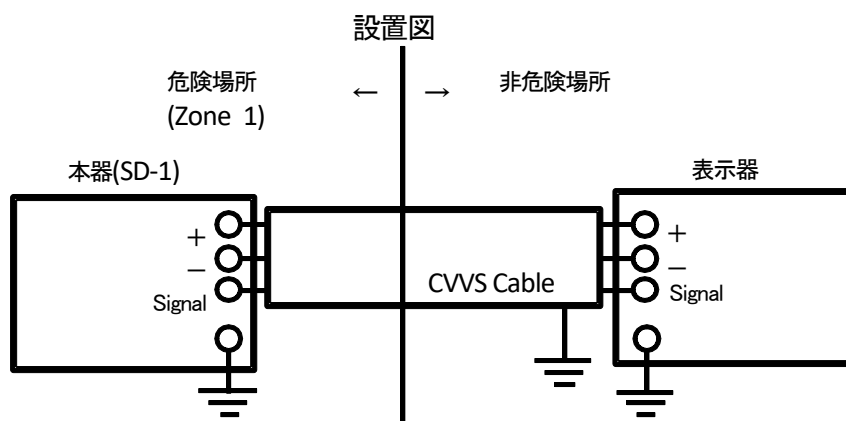 設置図
危険場所
(Zone 1)
← →
非危険場所
本器(SD-1)
表示器
+
−
Signal
CVVS Cable
+
−
Signal